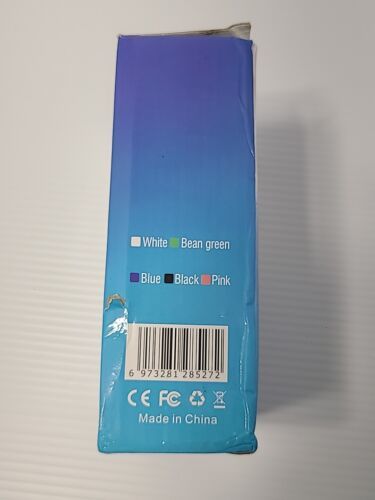 White Bean green
Blue Black Pink
6 973281 285272
CE FC
Made in China